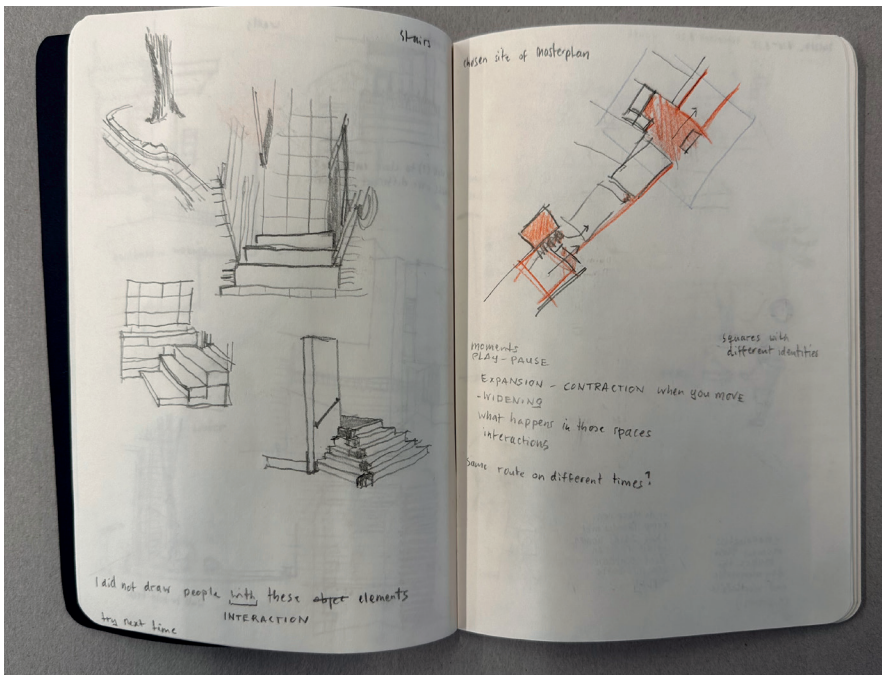 stairs
I did not draw people with these objet elements
INTERACTION
try next time
chosen site of masterplan
moments
PLAY - PAUSE
squares with
different identities
EXPANSION - CONTRACTION when you move
- WIDENING
what happens in those spaces
interactions
same route on different times?